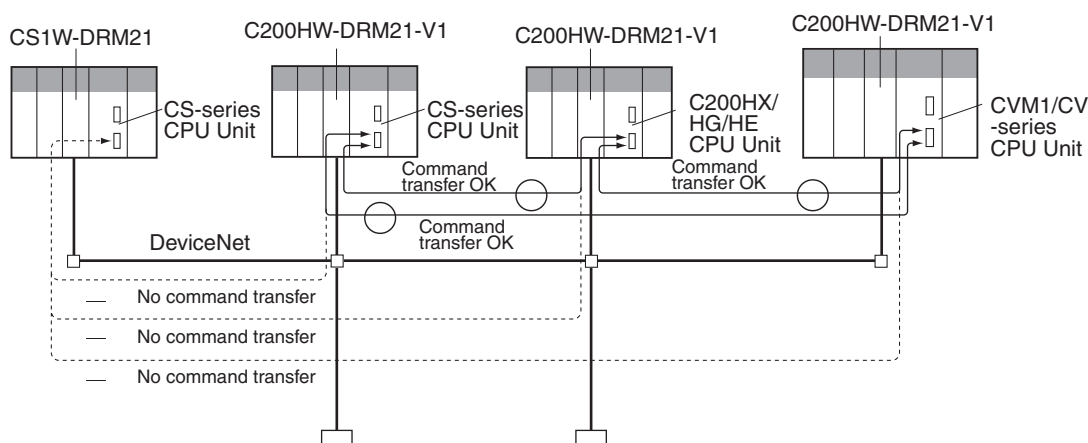 CS1W-DRM21
C200HW-DRM21-V1
C200HW-DRM21-V1
C200HW-DRM21-V1
CS-series
CPU Unit
CS-series
CPU Unit
C200HX/
HG/HE
CPU Unit
CVM1/CV
-series
CPU Unit
Command
transfer OK
Command
transfer OK
Command
transfer OK
DeviceNet
— No command transfer
— No command transfer
— No command transfer